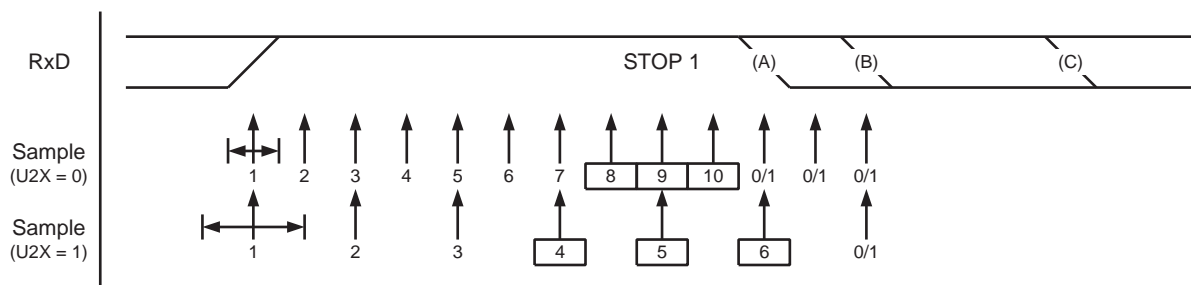 RxD STOP 1 (A) (B) (C)
Sample
(U2X = 0)
1 2 3 4 5 6 7 8 9 10 0/1 0/1 0/1
Sample
(U2X = 1)
1 2 3 4 5 6 0/1